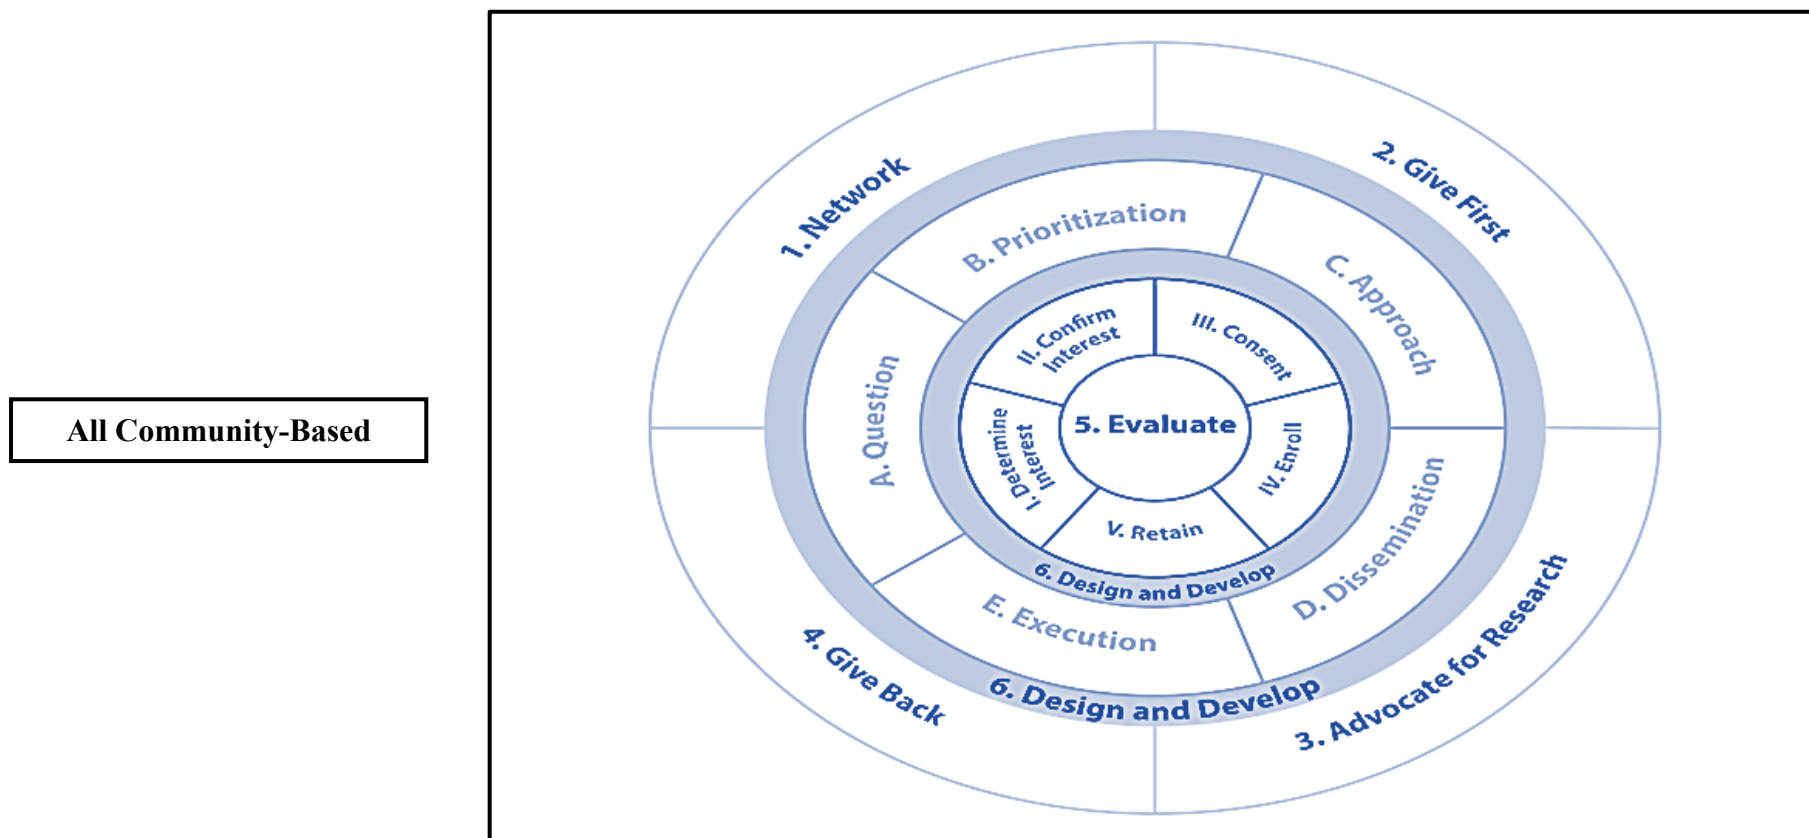 All Community-Based
1. Network
2. Give First
3. Advocate for Research
4. Give Back
6. Design and Develop
A. Question
B. Prioritization
C. Approach
D. Dissemination
E. Execution
6. Design and Develop
I. Determine
Interest
II. Confirm
Interest
III. Consent
IV. Enroll
V. Retain
5. Evaluate